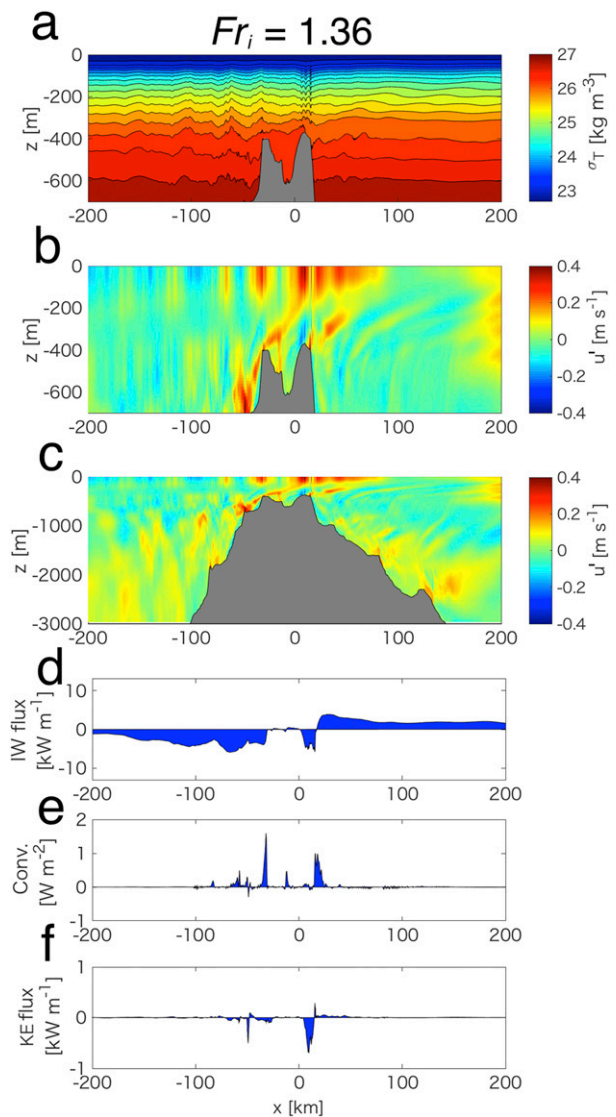 a
Fr_i = 1.36
0
-200
-400
-600
z [m]
-200 -100 0 100 200
27
26
25
24
23
σ_T [kg m⁻³]
b
0
-200
-400
-600
z [m]
-200 -100 0 100 200
0.4
0.2
0
-0.2
-0.4
u' [m s⁻¹]
c
0
-1000
-2000
-3000
z [m]
-200 -100 0 100 200
0.4
0.2
0
-0.2
-0.4
u' [m s⁻¹]
d
10
0
-10
IW flux
[kW m⁻¹]
-200 -100 0 100 200
e
2
1
0
-1
Conv.
[W m⁻²]
-200 -100 0 100 200
f
1
0
-1
KE flux
[kW m⁻¹]
-200 -100 0 100 200
x [km]